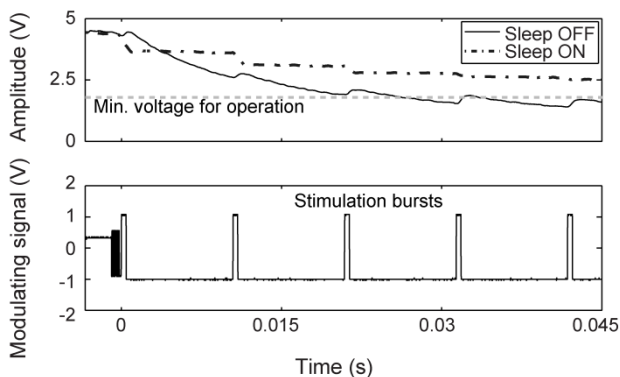 5
2.5
0
Amplitude (V)
Sleep OFF
Sleep ON
Min. voltage for operation
2
1
0
-1
-2
Modulating signal (V)
Stimulation bursts
0
0.015
0.03
0.045
Time (s)